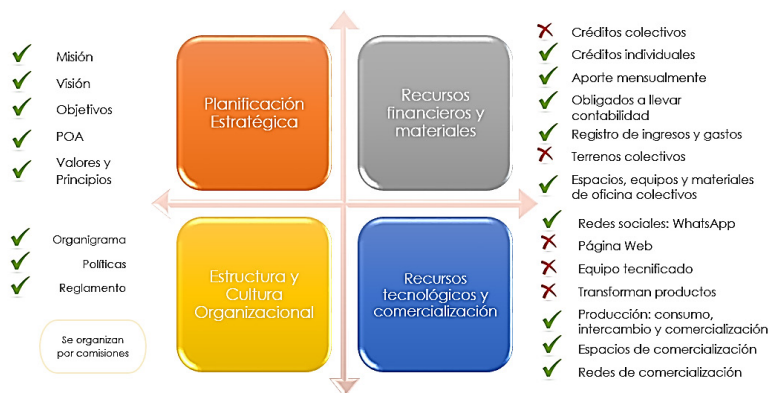 Misión
Visión
Objetivos
POA
Valores y
Principios
Planificación
Estratégica
Recursos
financieros y
materiales
Créditos colectivos
Créditos individuales
Aporte mensualmente
Obligados a llevar
contabilidad
Registro de ingresos y gastos
Terrenos colectivos
Espacios, equipos y materiales
de oficina colectivos
Organigrama
Políticas
Reglamento
Se organizan
por comisiones
Estructura y
Cultura
Organizacional
Recursos
tecnológicos y
comercialización
Redes sociales: WhatsApp
Página Web
Equipo tecnificado
Transforman productos
Producción: consumo,
intercambio y comercialización
Espacios de comercialización
Redes de comercialización